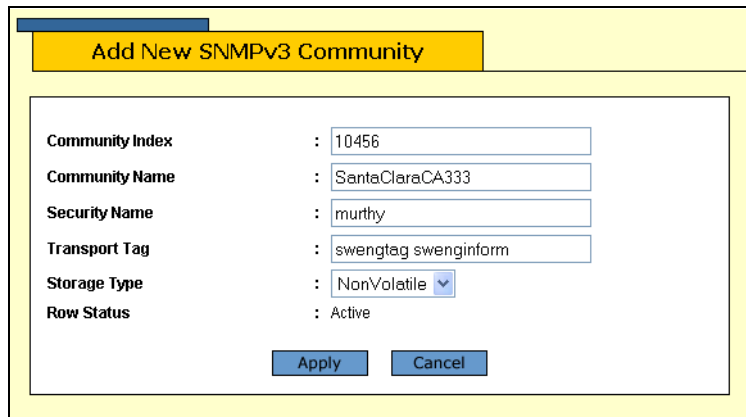 Add New SNMPv3 Community
Community Index : 10456
Community Name : SantaClaraCA333
Security Name : murthy
Transport Tag : swengtag swenginform
Storage Type : NonVolatile
Row Status : Active
Apply Cancel